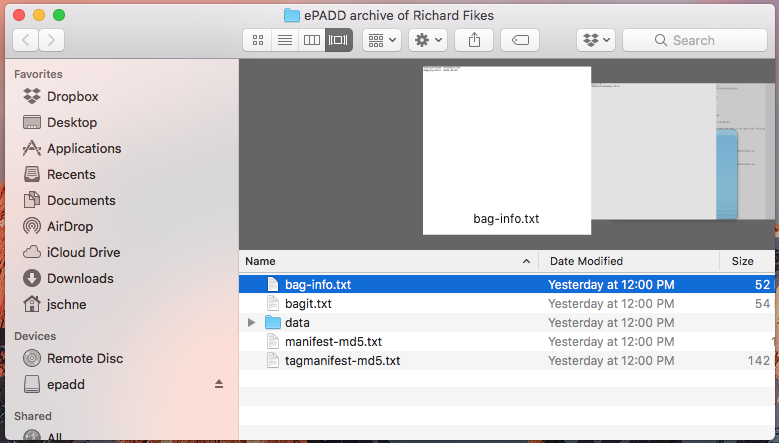 ePADD archive of Richard Fikes
Search
Favorites
Dropbox
Desktop
Applications
Recents
Documents
AirDrop
iCloud Drive
Downloads
jschne
Devices
Remote Disc
epadd
Shared
All
bag-info.txt
Name Date Modified Size
bag-info.txt Yesterday at 12:00 PM 52
bagit.txt Yesterday at 12:00 PM 54
data Yesterday at 12:00 PM
manifest-md5.txt Yesterday at 12:00 PM 1
tagmanifest-md5.txt Yesterday at 12:00 PM 142